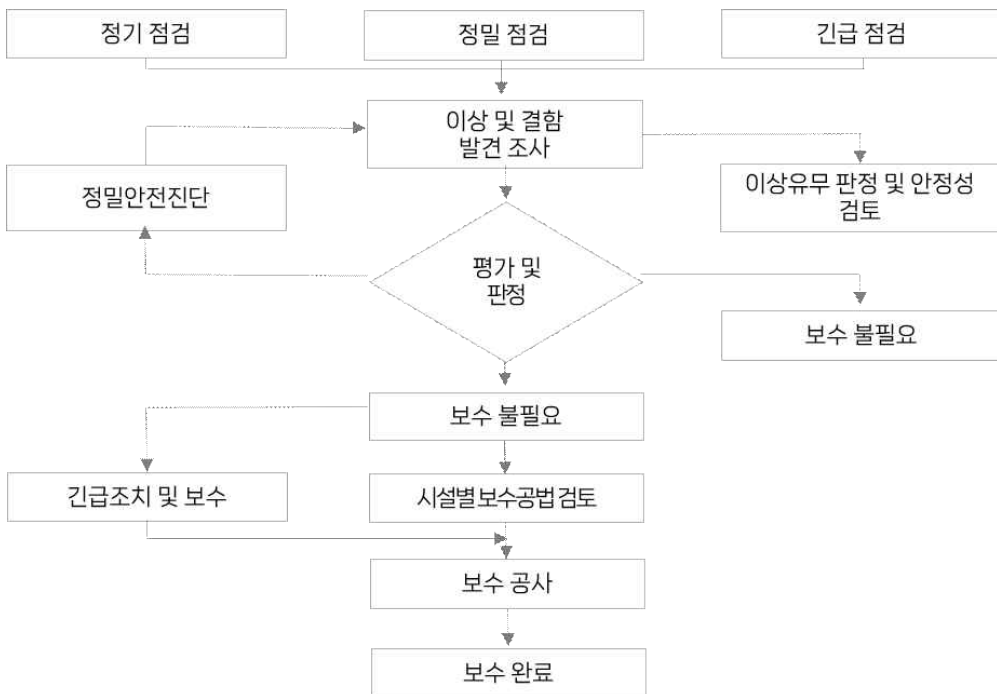 정기 점검
정밀 점검
긴급 점검
이상 및 결함
발견 조사
정밀안전진단
이상유무 판정 및 안정성
검토
평가 및
판정
보수 불필요
보수 불필요
긴급조치 및 보수
시설별 보수공법 검토
보수 공사
보수 완료